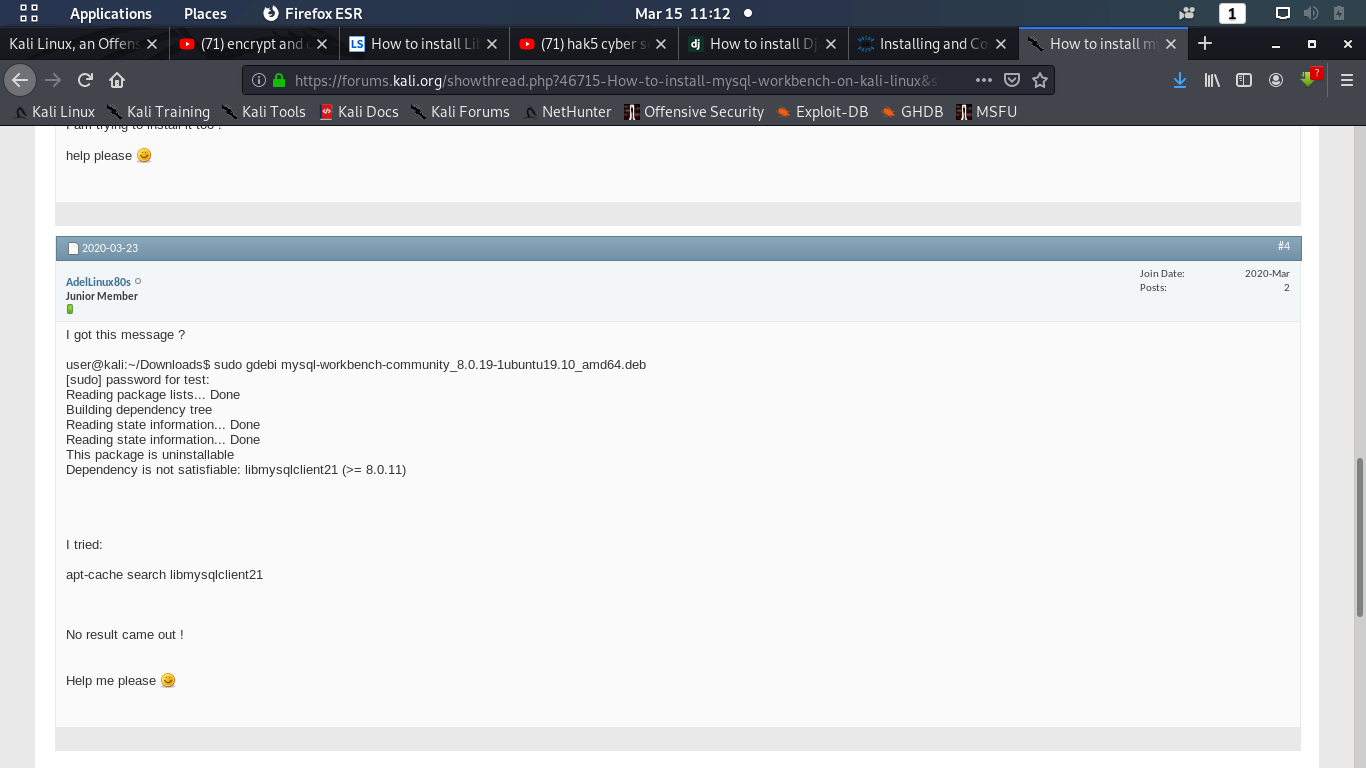 Applications Places Firefox ESR Mar 15 11:12 1
Kali Linux, an Offens (71) encrypt and d How to install Lib (71) hak5 cyber s How to install Dj Installing and Co How to install my
https://forums.kali.org/showthread.php?46715-How-to-install-mysql-workbench-on-kali-linux&s ?
Kali Linux Kali Training Kali Tools Kali Docs Kali Forums NetHunter Offensive Security Exploit-DB GHDB MSFU
I am trying to install it too !
help please
2020-03-23 #4
AdelLinux80s Join Date: 2020-Mar
Junior Member Posts: 2
I got this message ?
user@kali:~/Downloads$ sudo gdebi mysql-workbench-community_8.0.19-1ubuntu19.10_amd64.deb
[sudo] password for test:
Reading package lists... Done
Building dependency tree
Reading state information... Done
Reading state information... Done
This package is uninstallable
Dependency is not satisfiable: libmysqlclient21 (>= 8.0.11)
I tried:
apt-cache search libmysqlclient21
No result came out !
Help me please